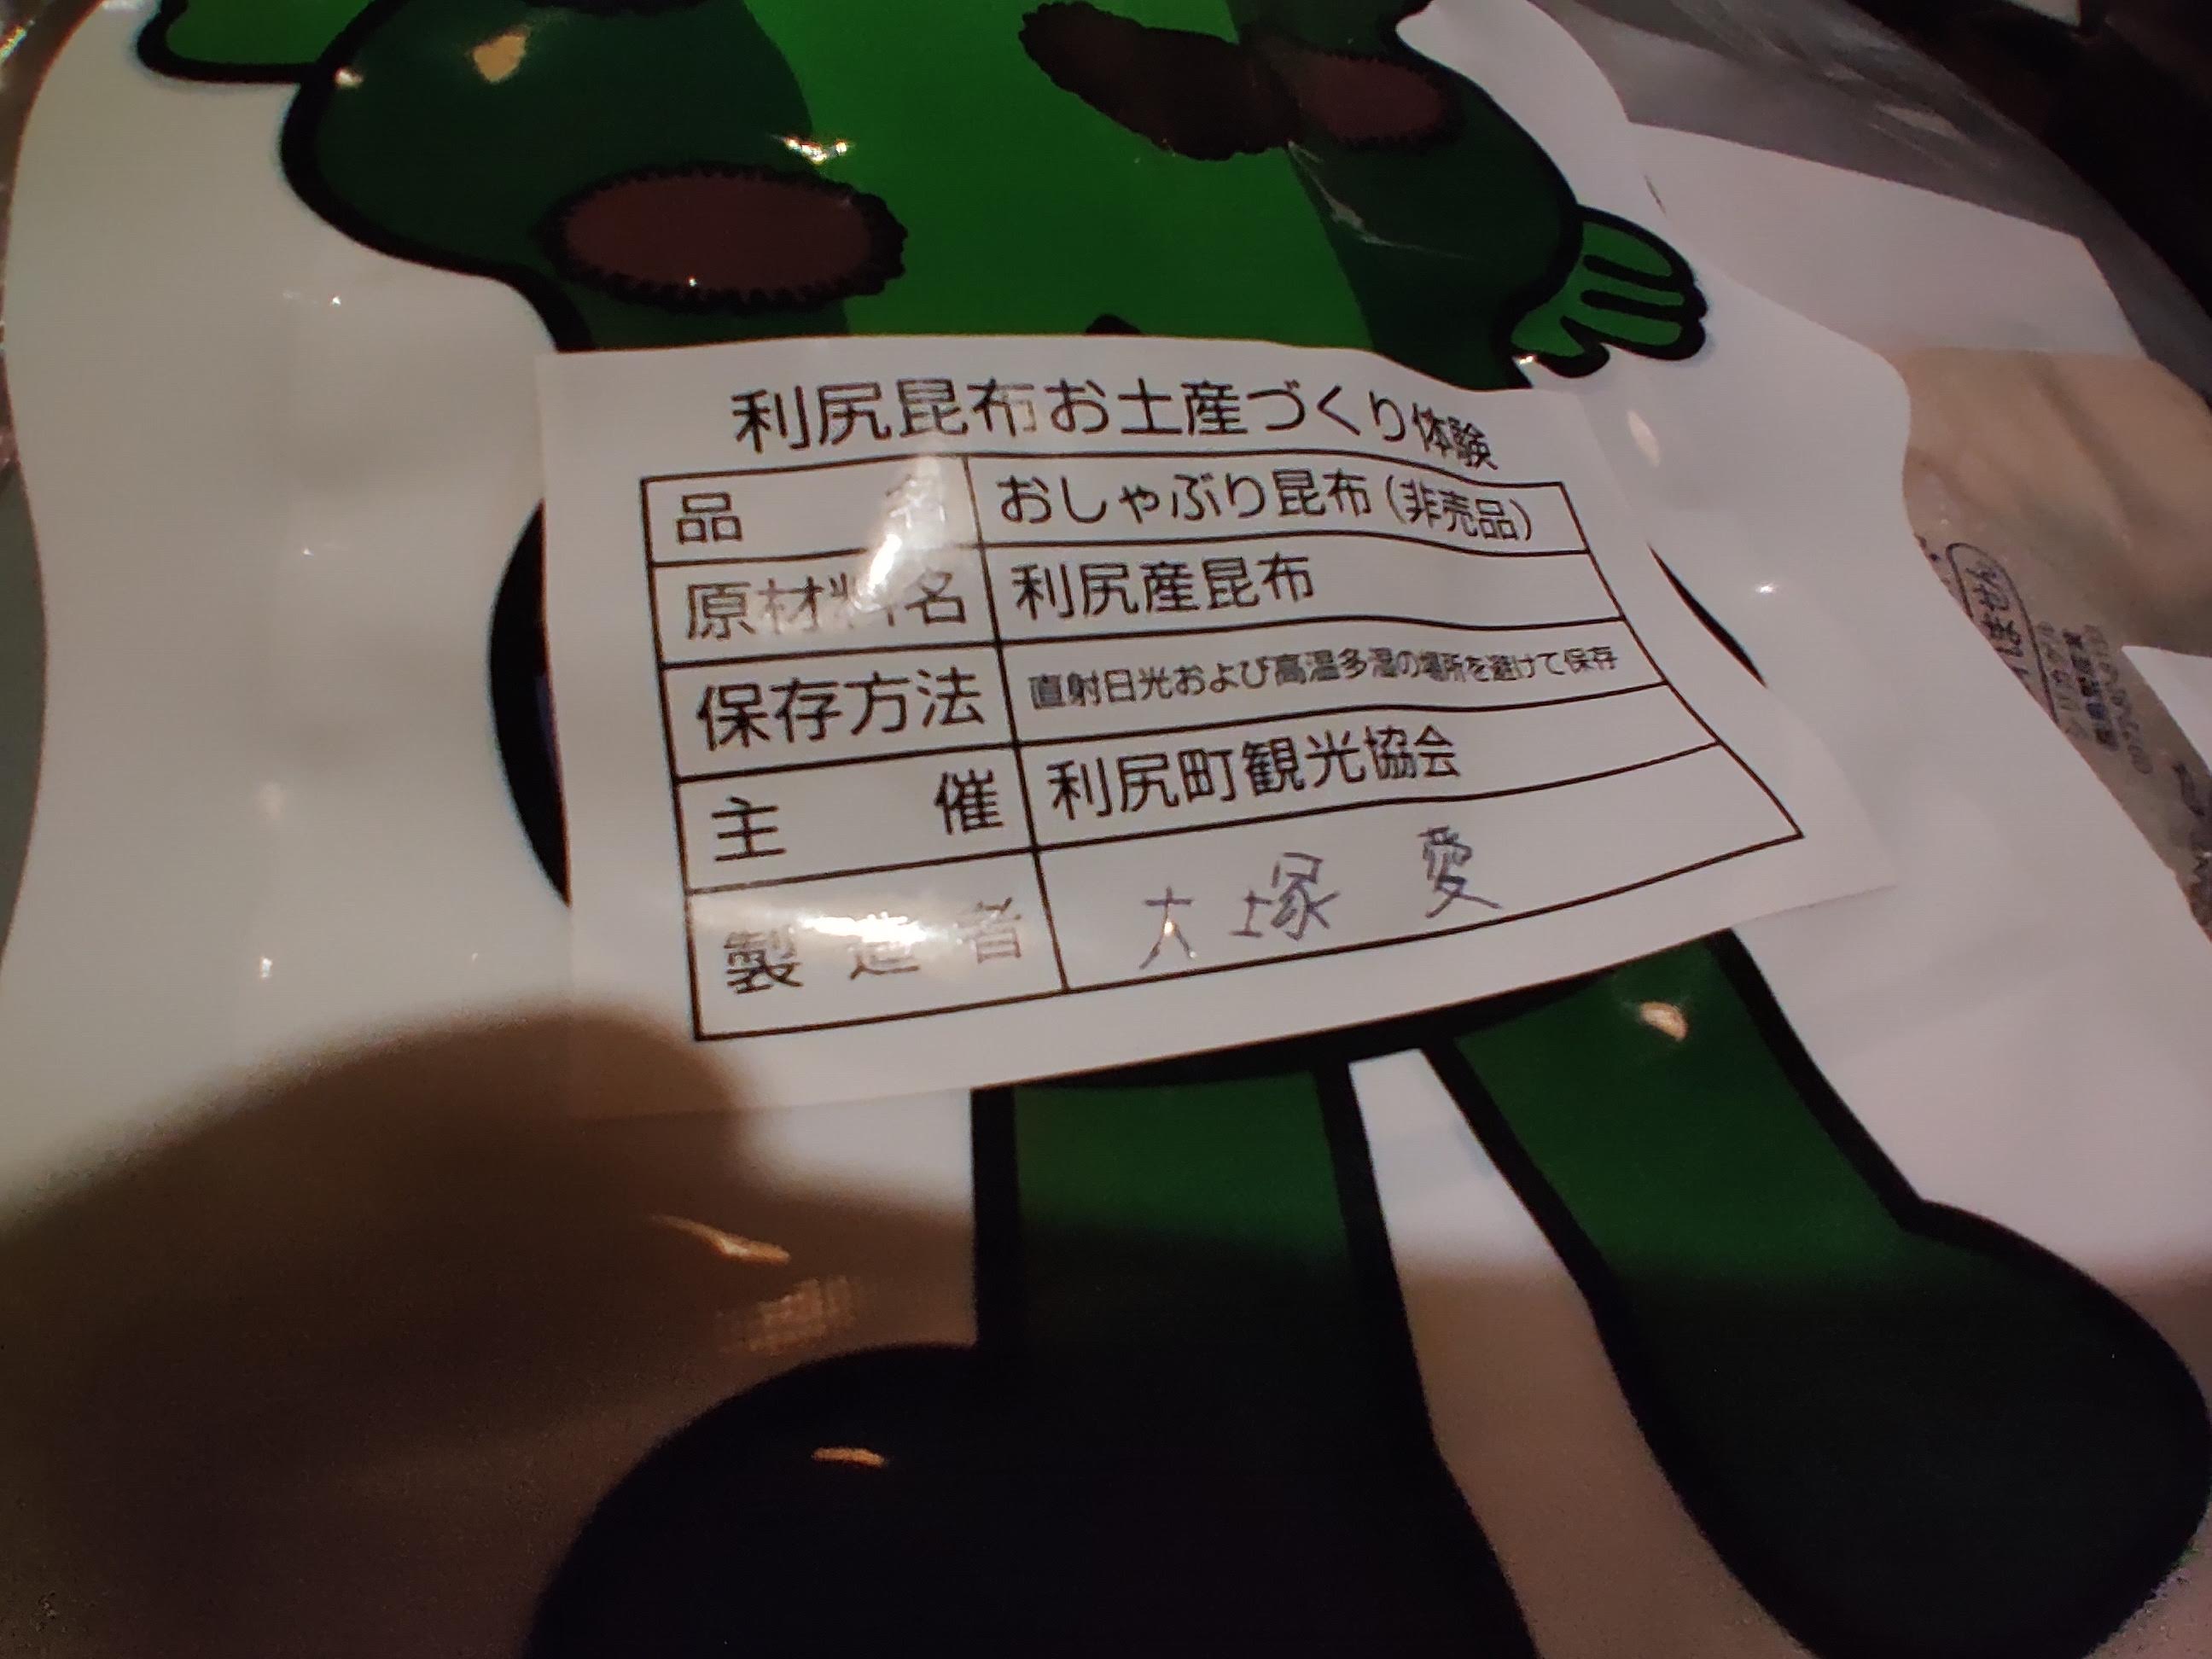 利尻昆布お土産づくり体験
品 名 おしゃぶり昆布(非売品)
原材料名 利尻産昆布
保存方法 直射日光および高温多湿の場所を避けて保存
主 催 利尻町観光協会
製造者 大塚 愛
ません